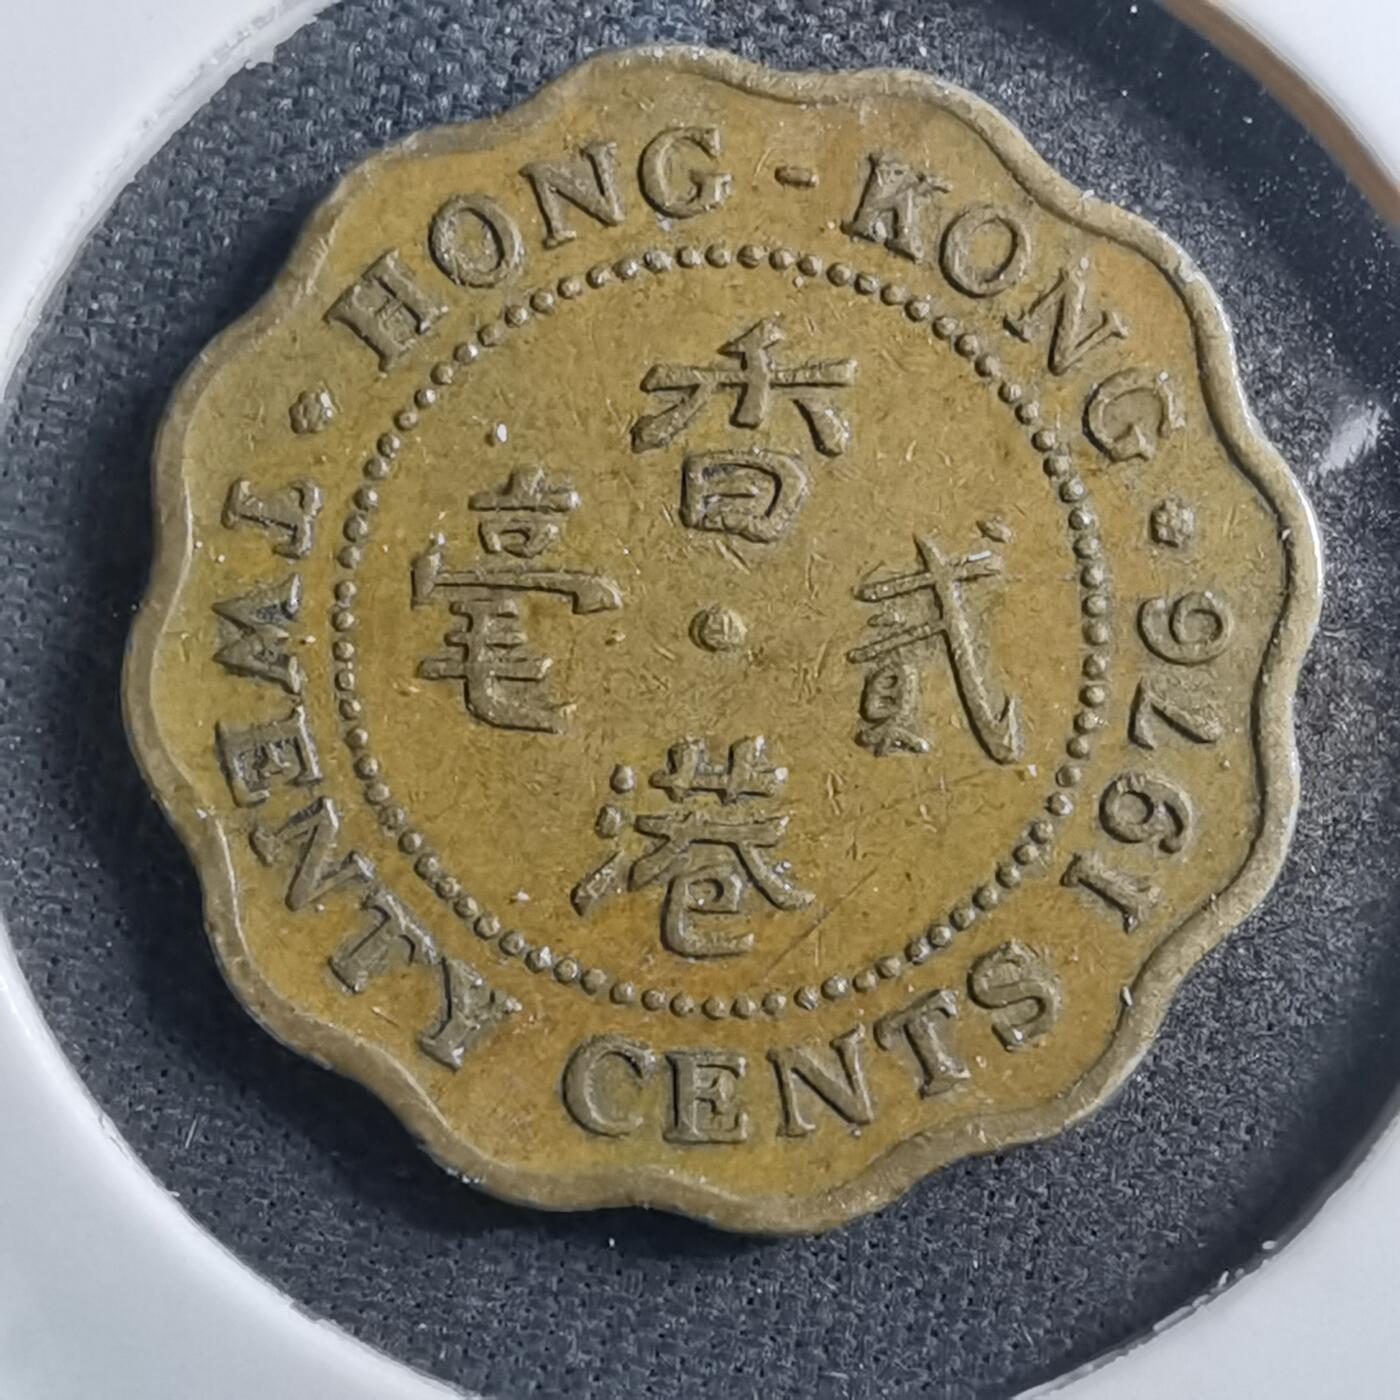 HONG-KONG
1976
TWENTY CENTS
香港
貳毫